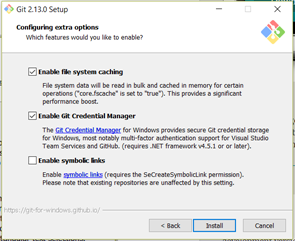 Git 2.13.0 Setup
Configuring extra options
Which features would you like to enable?
Enable file system caching
File system data will be read in bulk and cached in memory for certain
operations ("core.fscache" is set to "true"). This provides a significant
performance boost.
Enable Git Credential Manager
The Git Credential Manager for Windows provides secure Git credential storage
for Windows, most notably multi-factor authentication support for Visual Studio
Team Services and GitHub. (requires .NET framework v4.5.1 or or later).
Enable symbolic links
Enable symbolic links (requires the SeCreateSymbolicLink permission).
Please note that existing repositories are unaffected by this setting.
https://git-for-windows.github.io/
< Back
Install
Cancel